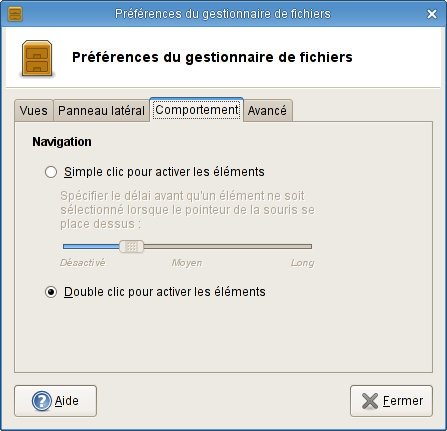 Préférences du gestionnaire de fichiers
Préférences du gestionnaire de fichiers
Vues Panneau latéral Comportement Avancé
Navigation
Simple clic pour activer les éléments
Spécifier le délai avant qu'un élément ne soit
sélectionné lorsque le pointeur de la souris se
place dessus :
Désactivé Moyen Long
Double clic pour activer les éléments
Aide Fermer